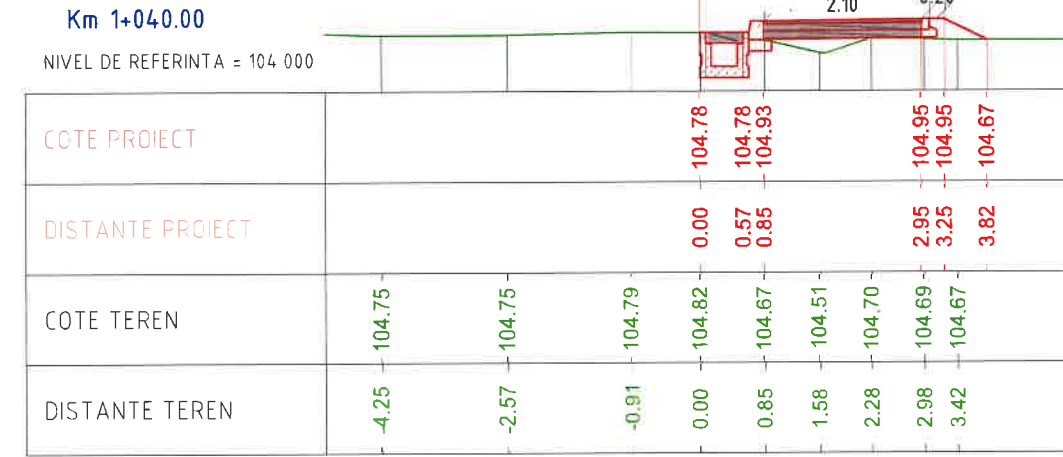 Km 1+040.00
2.10
NIVEL DE REFERINTA = 104 000
COTE PROIECT
104.78 104.78 104.93 104.95 104.95 104.67
DISTANTE PROIECT
0.00 0.57 0.85 2.95 3.25 3.82
COTE TEREN
104.75 104.75 104.79 104.82 104.67 104.51 104.70 104.69 104.67
DISTANTE TEREN
-4.25 -2.57 -0.91 0.00 0.85 1.58 2.28 2.98 3.42